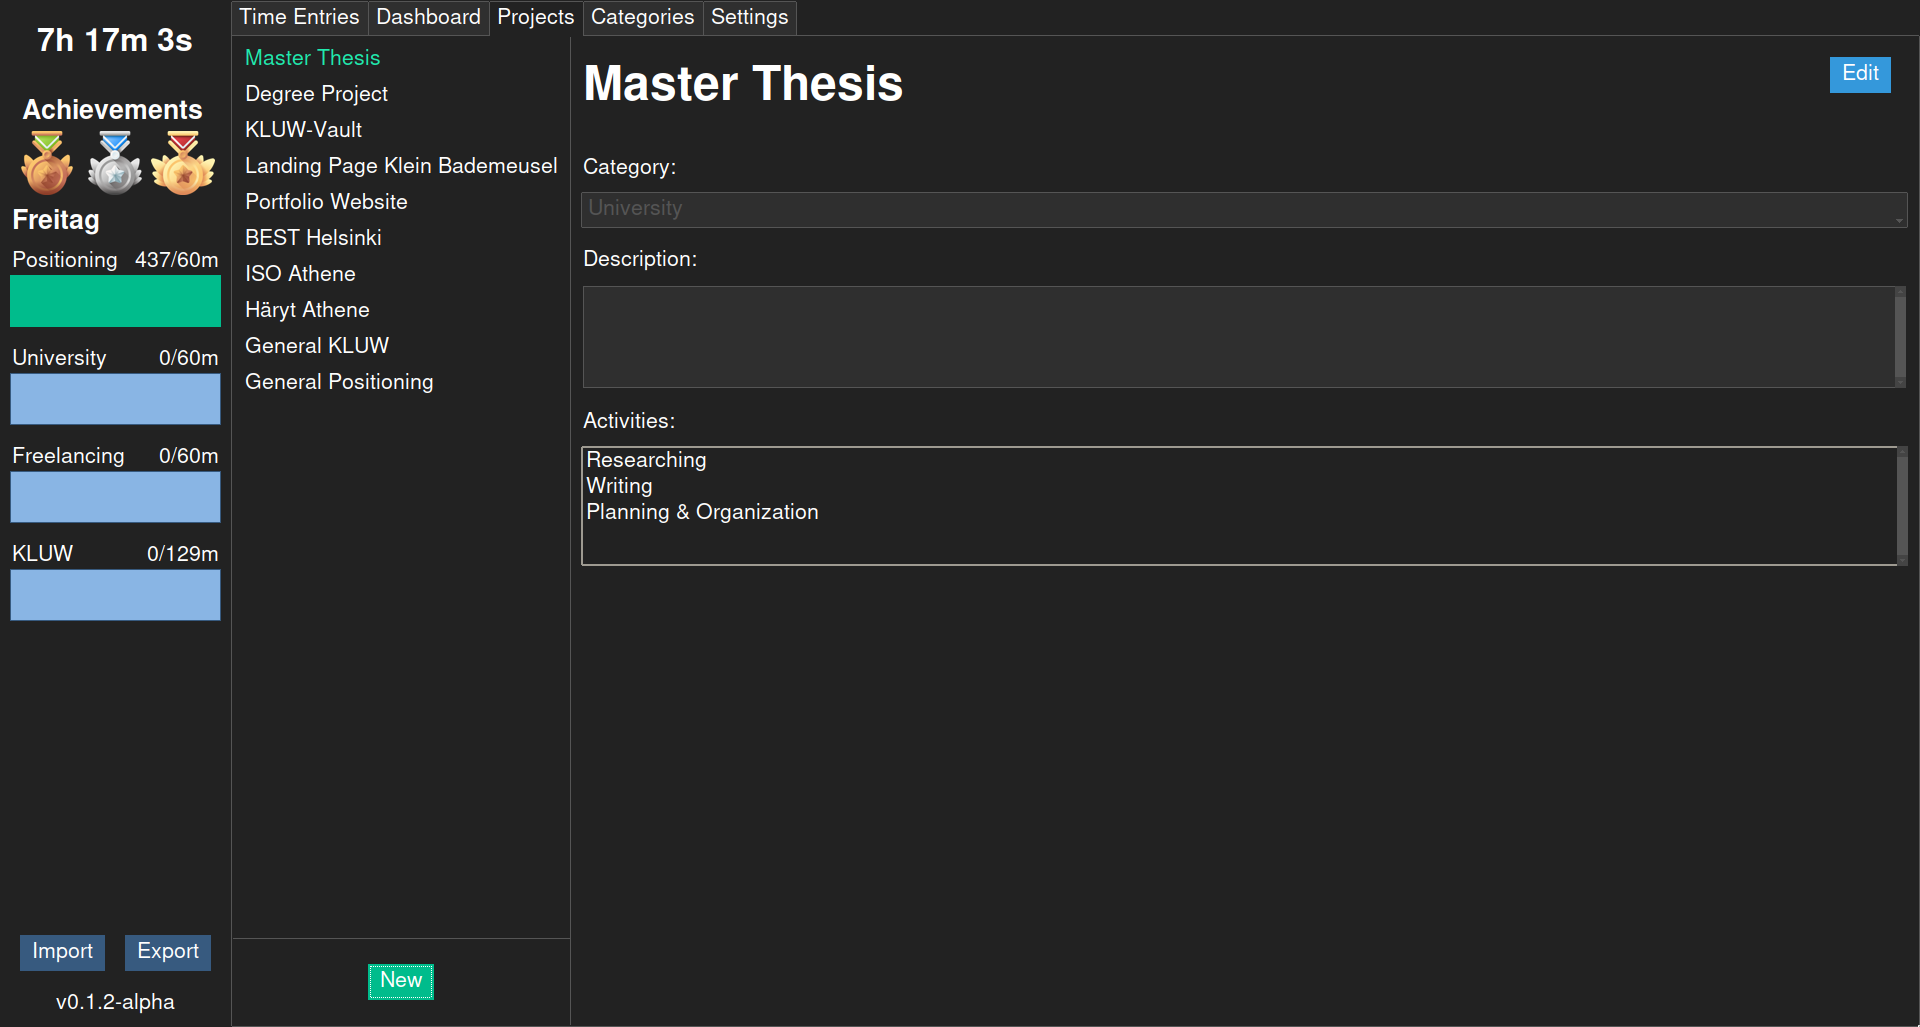 7h 17m 3s
Achievements
Freitag
Positioning 437/60m
University 0/60m
Freelancing 0/60m
KLUW 0/129m
Import Export
v0.1.2-alpha
Time Entries Dashboard Projects Categories Settings
Master Thesis
Degree Project
KLUW-Vault
Landing Page Klein Bademeusel
Portfolio Website
BEST Helsinki
ISO Athene
Häryt Athene
General KLUW
General Positioning
New
Master Thesis
Edit
Category:
University
Description:
Activities:
Researching
Writing
Planning & Organization